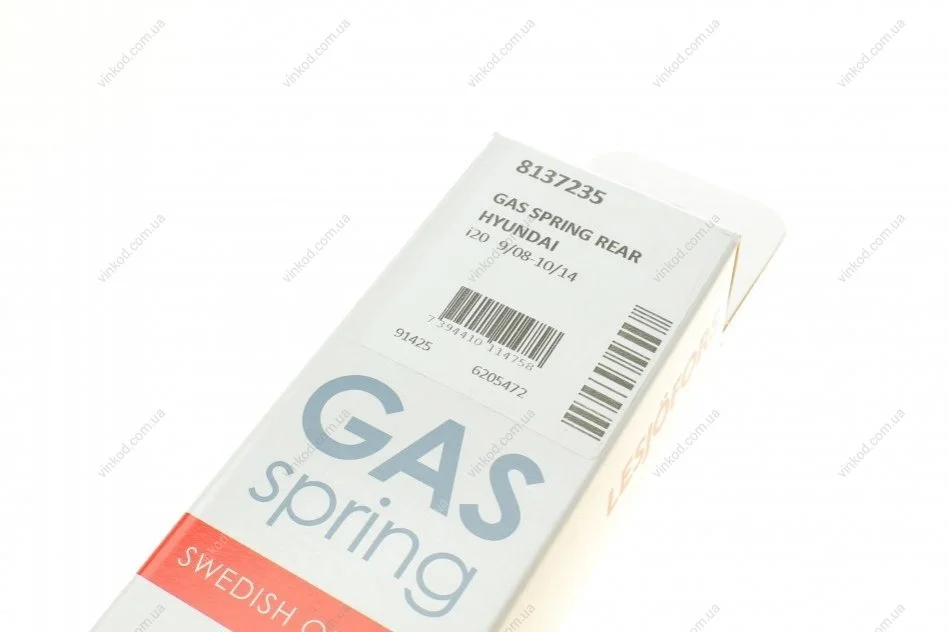 8137235
GAS SPRING REAR
HYUNDAI
i20 9/08-10/14
7 394410 114758
91425
6205472
GAS
spring
SWEDISH
LESJÖFORS
vinkod.com.ua